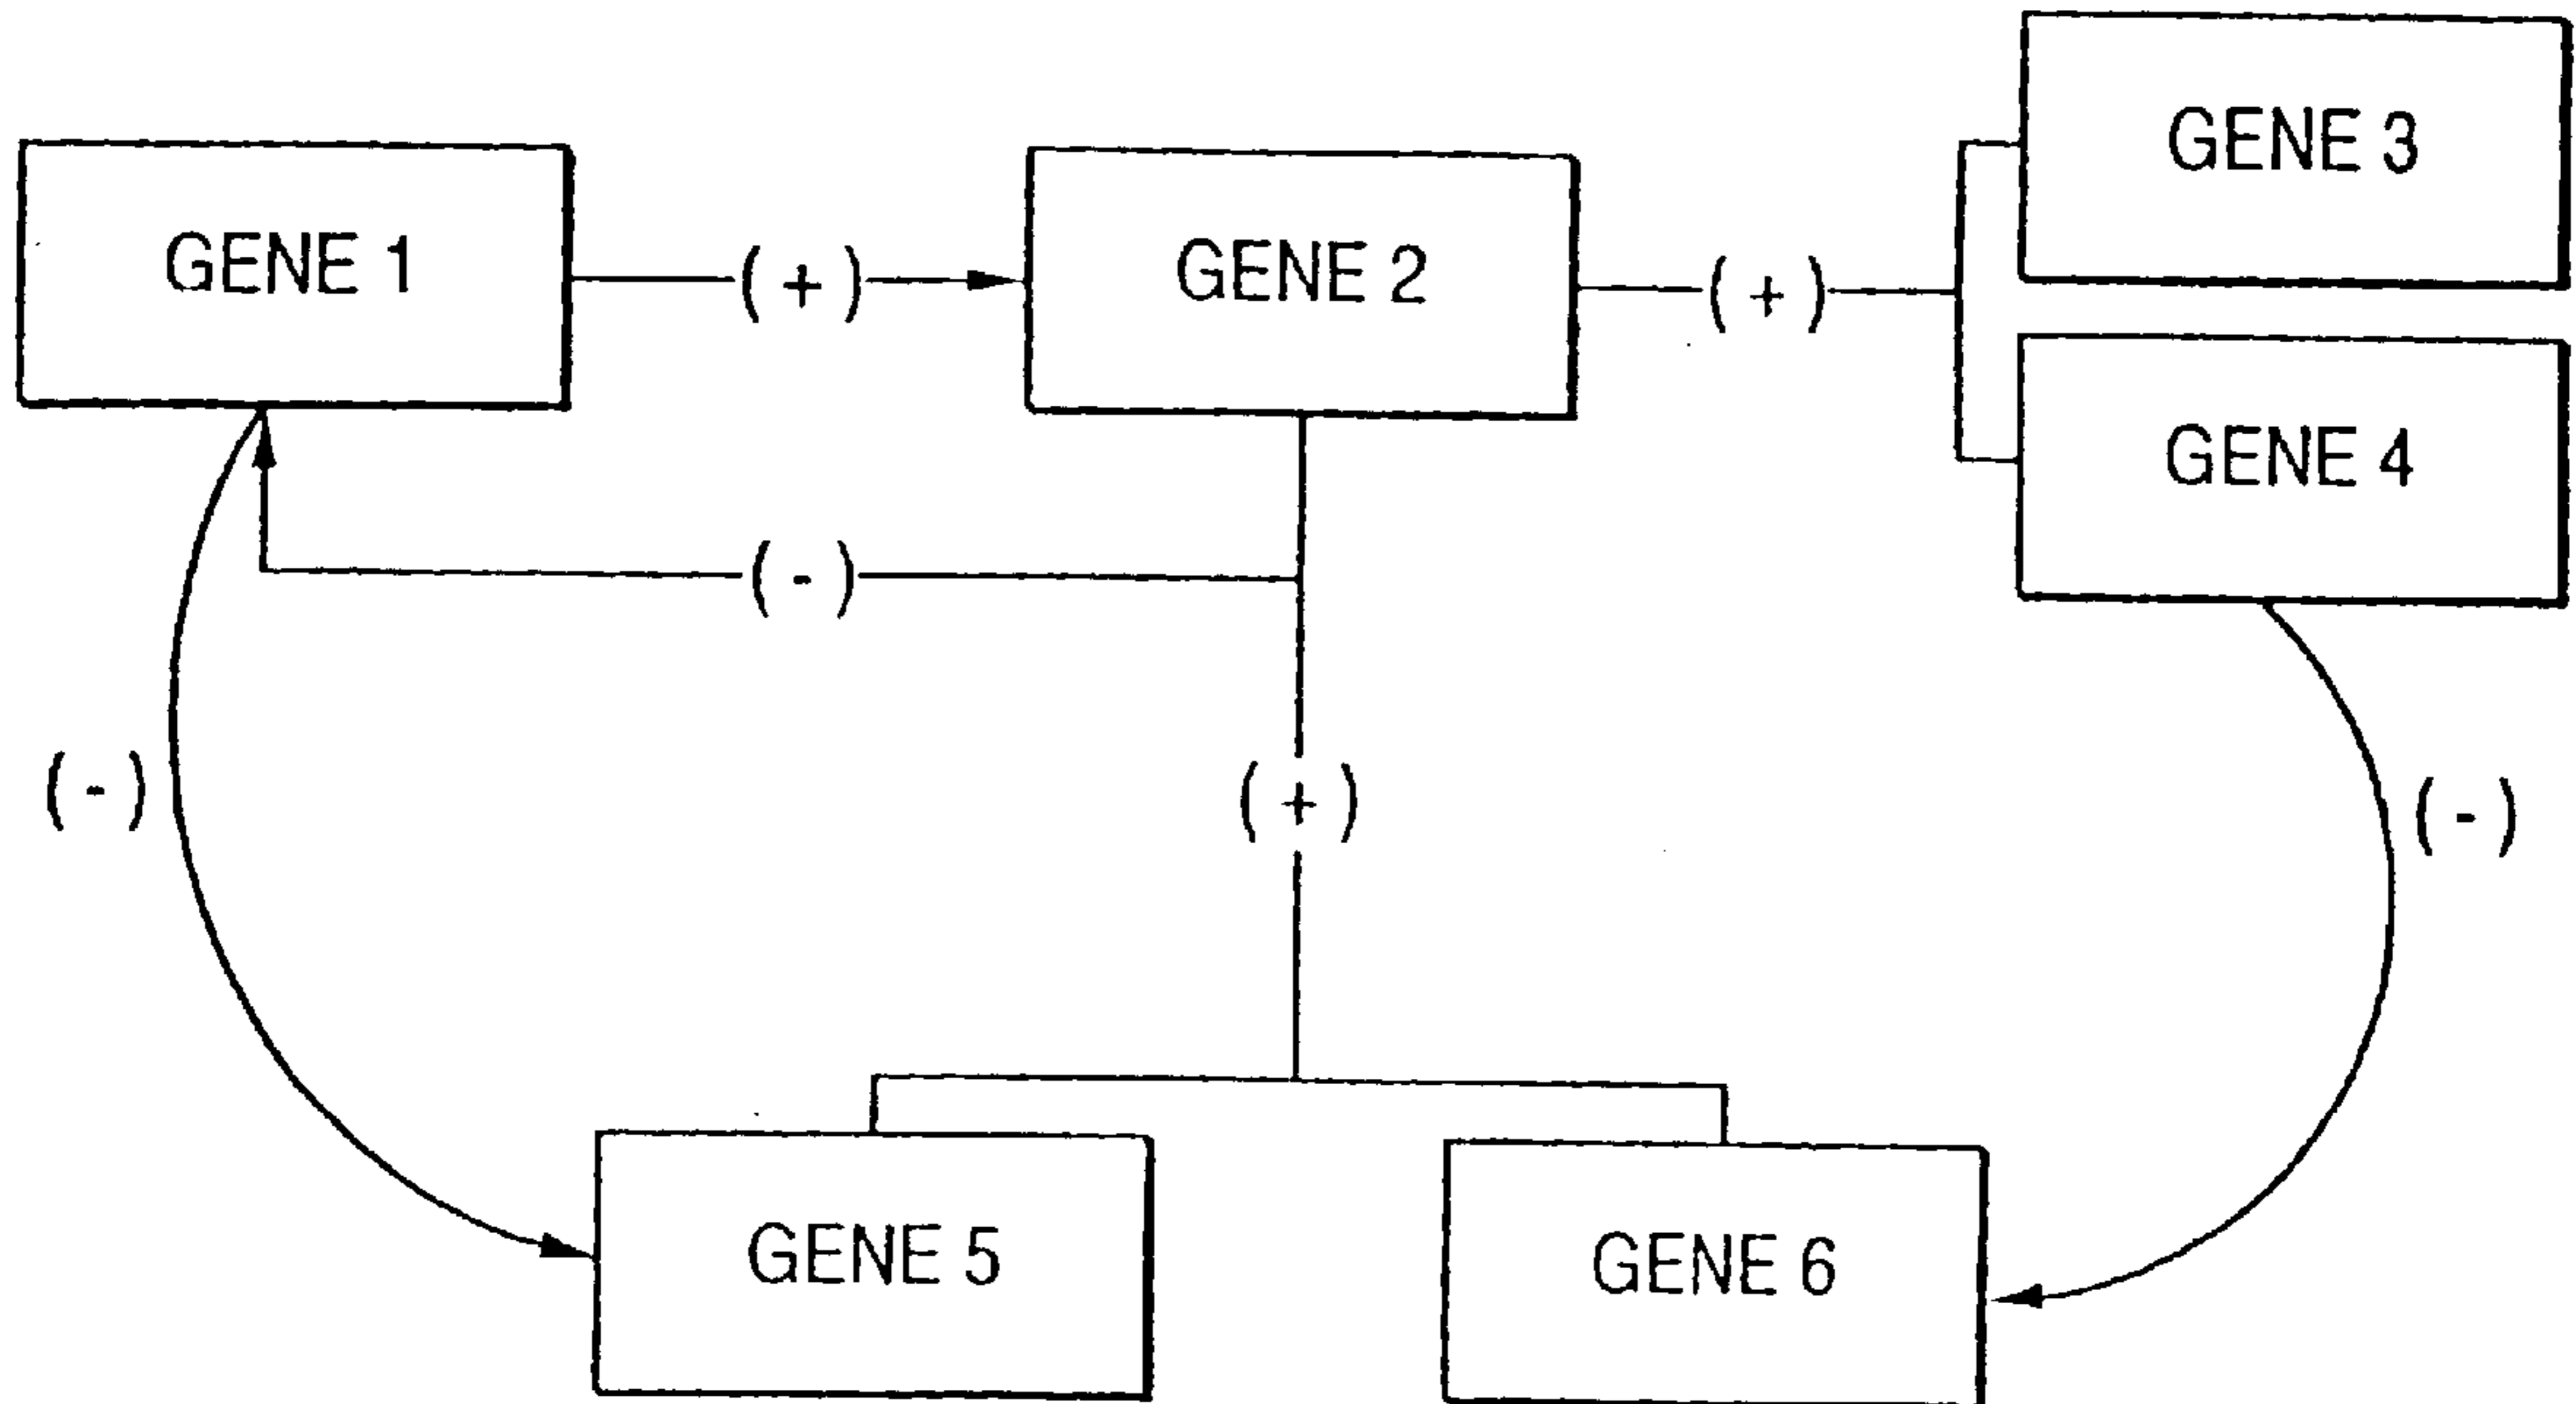 GENE 3
GENE 1
( + )
GENE 2
( + )
GENE 4
( - )
( - )
( + )
( - )
GENE 5
GENE 6